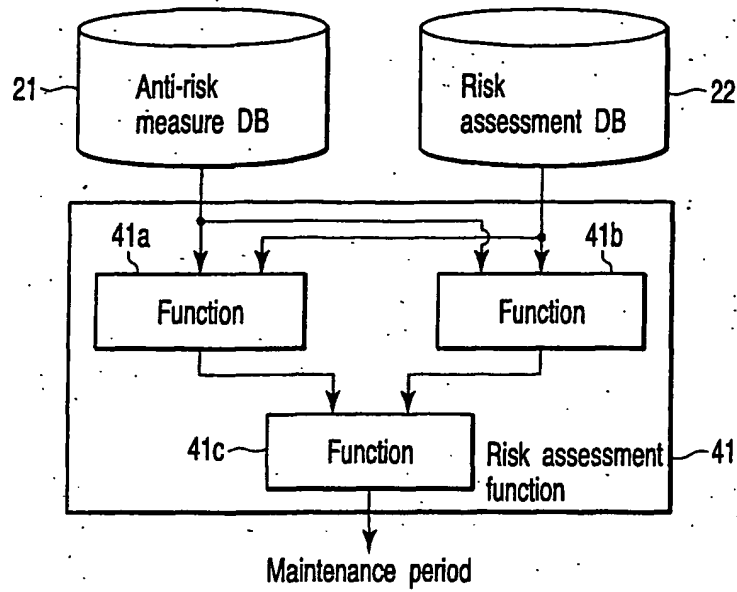 21
Anti-risk
measure DB
Risk
assessment DB
22
41a
41b
Function
Function
41c
Function
Risk assessment
function
41
Maintenance period